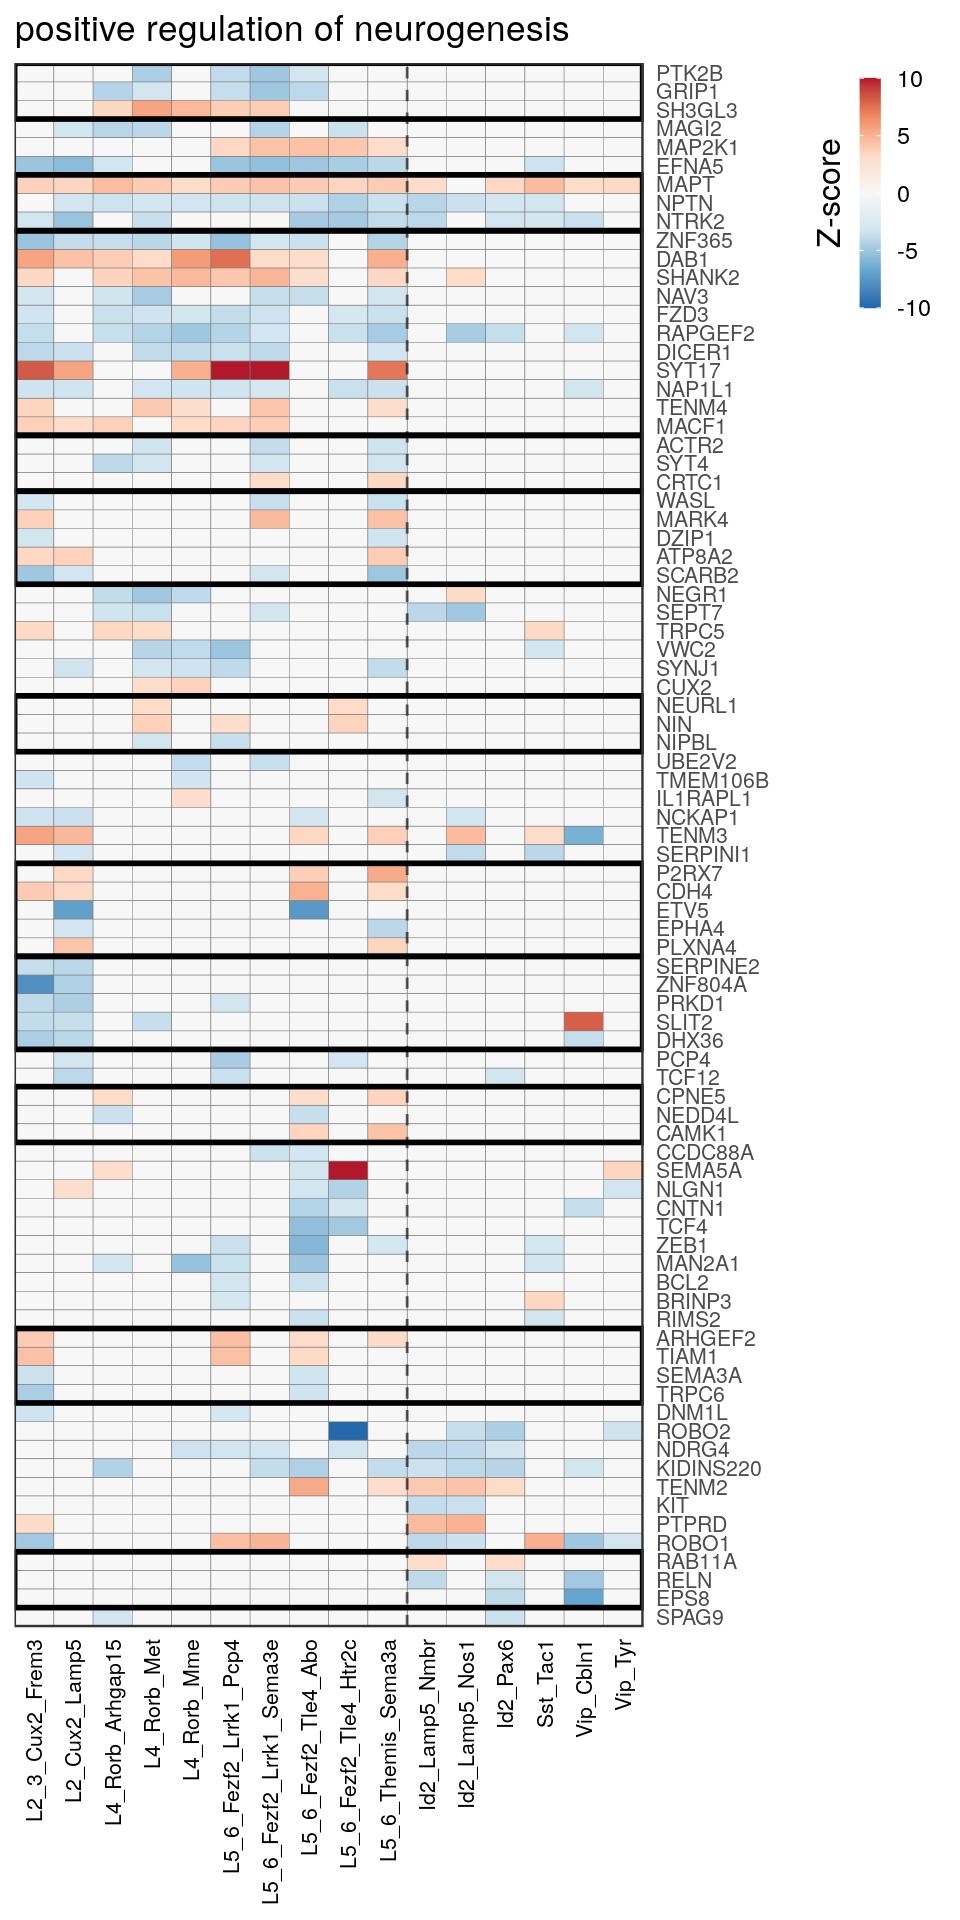 positive regulation of neurogenesis
PTK2B
GRIP1
SH3GL3
MAGI2
MAP2K1
EFNA5
MAPT
NPTN
NTRK2
ZNF365
DAB1
SHANK2
NAV3
FZD3
RAPGEF2
DICER1
SYT17
NAP1L1
TENM4
MACF1
ACTR2
SYT4
CRTC1
WASL
MARK4
DZIP1
ATP8A2
SCARB2
NEGR1
SEPT7
TRPC5
VWC2
SYNJ1
CUX2
NEURL1
NIN
NIPBL
UBE2V2
TMEM106B
IL1RAPL1
NCKAP1
TENM3
SERPINI1
P2RX7
CDH4
ETV5
EPHA4
PLXNA4
SERPINE2
ZNF804A
PRKD1
SLIT2
DHX36
PCP4
TCF12
CPNE5
NEDD4L
CAMK1
CCDC88A
SEMA5A
NLGN1
CNTN1
TCF4
ZEB1
MAN2A1
BCL2
BRINP3
RIMS2
ARHGEF2
TIAM1
SEMA3A
TRPC6
DNM1L
ROBO2
NDRG4
KIDINS220
TENM2
KIT
PTPRD
ROBO1
RAB11A
RELN
EPS8
SPAG9
L2_3_Cux2_Frem3
L2_Cux2_Lamp5
L4_Rorb_Arhgap15
L4_Rorb_Met
L4_Rorb_Mme
L5_6_Fezf2_Lrrk1_Pcp4
L5_6_Fezf2_Lrrk1_Sema3e
L5_6_Fezf2_Tle4_Abo
L5_6_Fezf2_Tle4_Htr2c
L5_6_Themis_Sema3a
Id2_Lamp5_Nmbr
Id2_Lamp5_Nos1
Id2_Pax6
Sst_Tac1
Vip_Cbln1
Vip_Tyr
Z-score
10
5
0
-5
-10